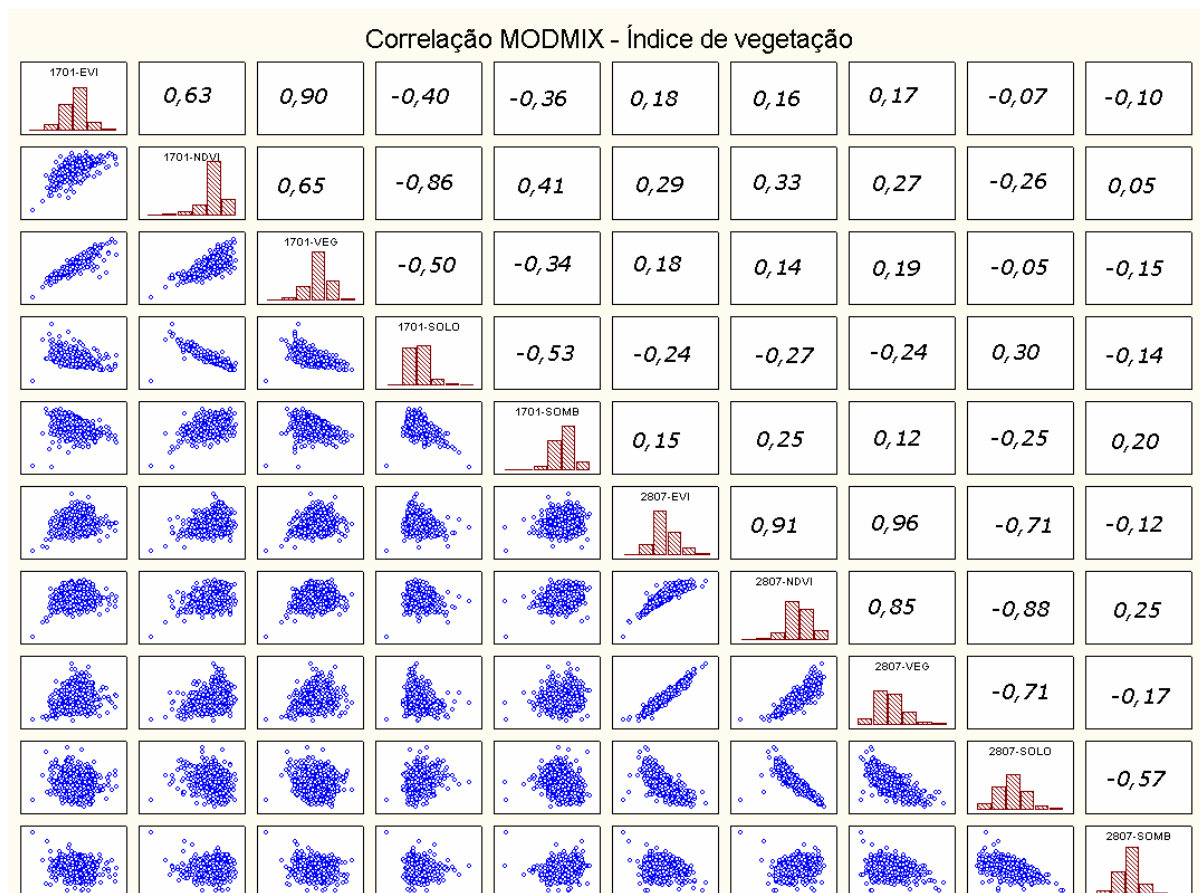 Correlação MODMIX - Índice de vegetação
1701-EVI 0,63 0,90 -0,40 -0,36 0,18 0,16 0,17 -0,07 -0,10
1701-NDVI 0,65 -0,86 0,41 0,29 0,33 0,27 -0,26 0,05
1701-VEG -0,50 -0,34 0,18 0,14 0,19 -0,05 -0,15
1701-SOLO -0,53 -0,24 -0,27 -0,24 0,30 -0,14
1701-SOMB 0,15 0,25 0,12 -0,25 0,20
2807-EVI 0,91 0,96 -0,71 -0,12
2807-NDVI 0,85 -0,88 0,25
2807-VEG -0,71 -0,17
2807-SOLO -0,57
2807-SOMB